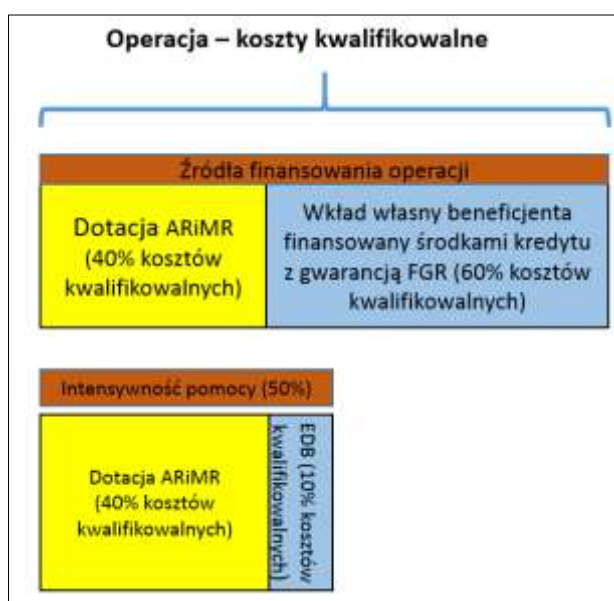 Operacja – koszty kwalifikowalne
Źródła finansowania operacji
Dotacja ARiMR
(40% kosztów
kwalifikowalnych)
Wkład własny beneficjenta
finansowany środkami kredytu
z gwarancją FGR (60% kosztów
kwalifikowalnych)
Intensywność pomocy (50%)
Dotacja ARiMR
(40% kosztów
kwalifikowalnych)
EDB (10% kosztów
kwalifikowalnych)